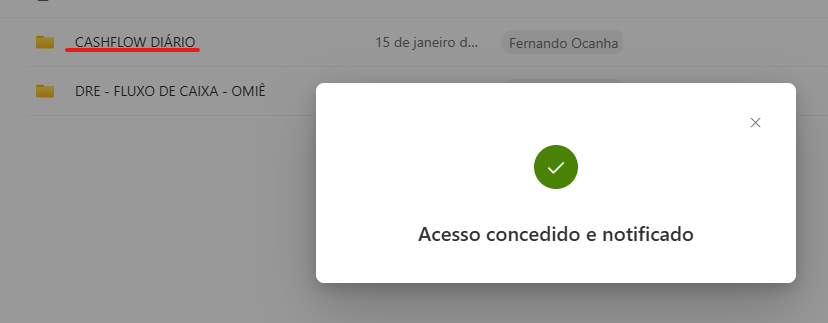 CASHFLOW DIÁRIO 15 de janeiro d... Fernando Ocanha
DRE - FLUXO DE CAIXA - OMIÊ
Acesso concedido e notificado